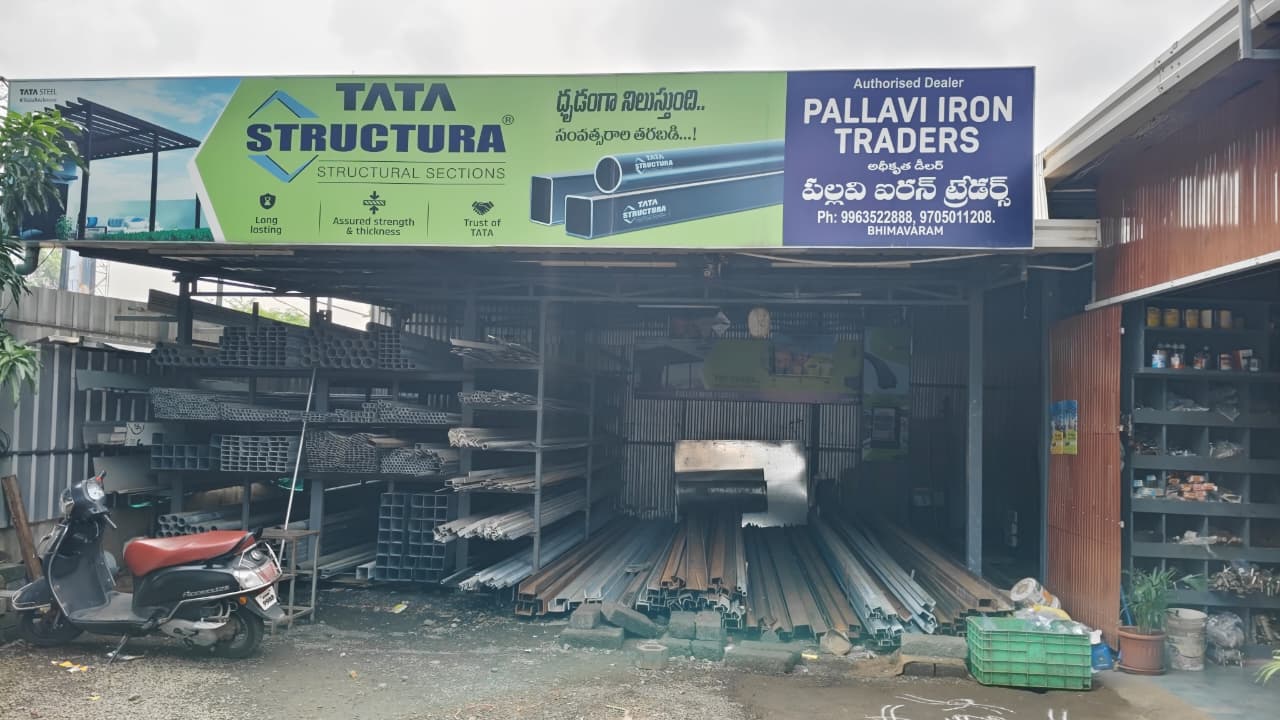 TATA STEEL
TATA
STRUCTURA®
STRUCTURAL SECTIONS
Long
lasting
Assured strength
& thickness
Trust of
TATA
దృడంగా నిలుస్తుంది..
సంవత్సరాల తరబడి...!
TATA
STRUCTURA
TATA
STRUCTURA
Authorised Dealer
PALLAVI IRON
TRADERS
అధీకృత డీలర్
పల్లవి ఐరన్ ట్రేడర్స్
Ph: 9963522888, 9705011208.
BHIMAVARAM